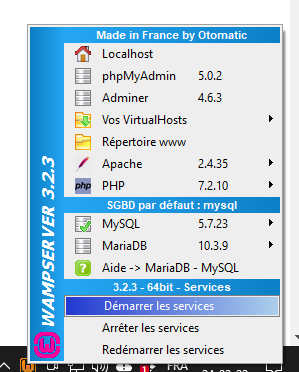 Made in France by Otomatic
Localhost
phpMyAdmin 5.0.2
Adminer 4.6.3
Vos VirtualHosts
Répertoire www
Apache 2.4.35
php PHP 7.2.10
SGBD par défaut : mysql
MySQL 5.7.23
MariaDB 10.3.9
Aide -> MariaDB - MySQL
3.2.3 - 64bit - Services
Démarrer les services
Arrêter les services
Redémarrer les services
WAMPSERVER 3.2.3
1
FRA